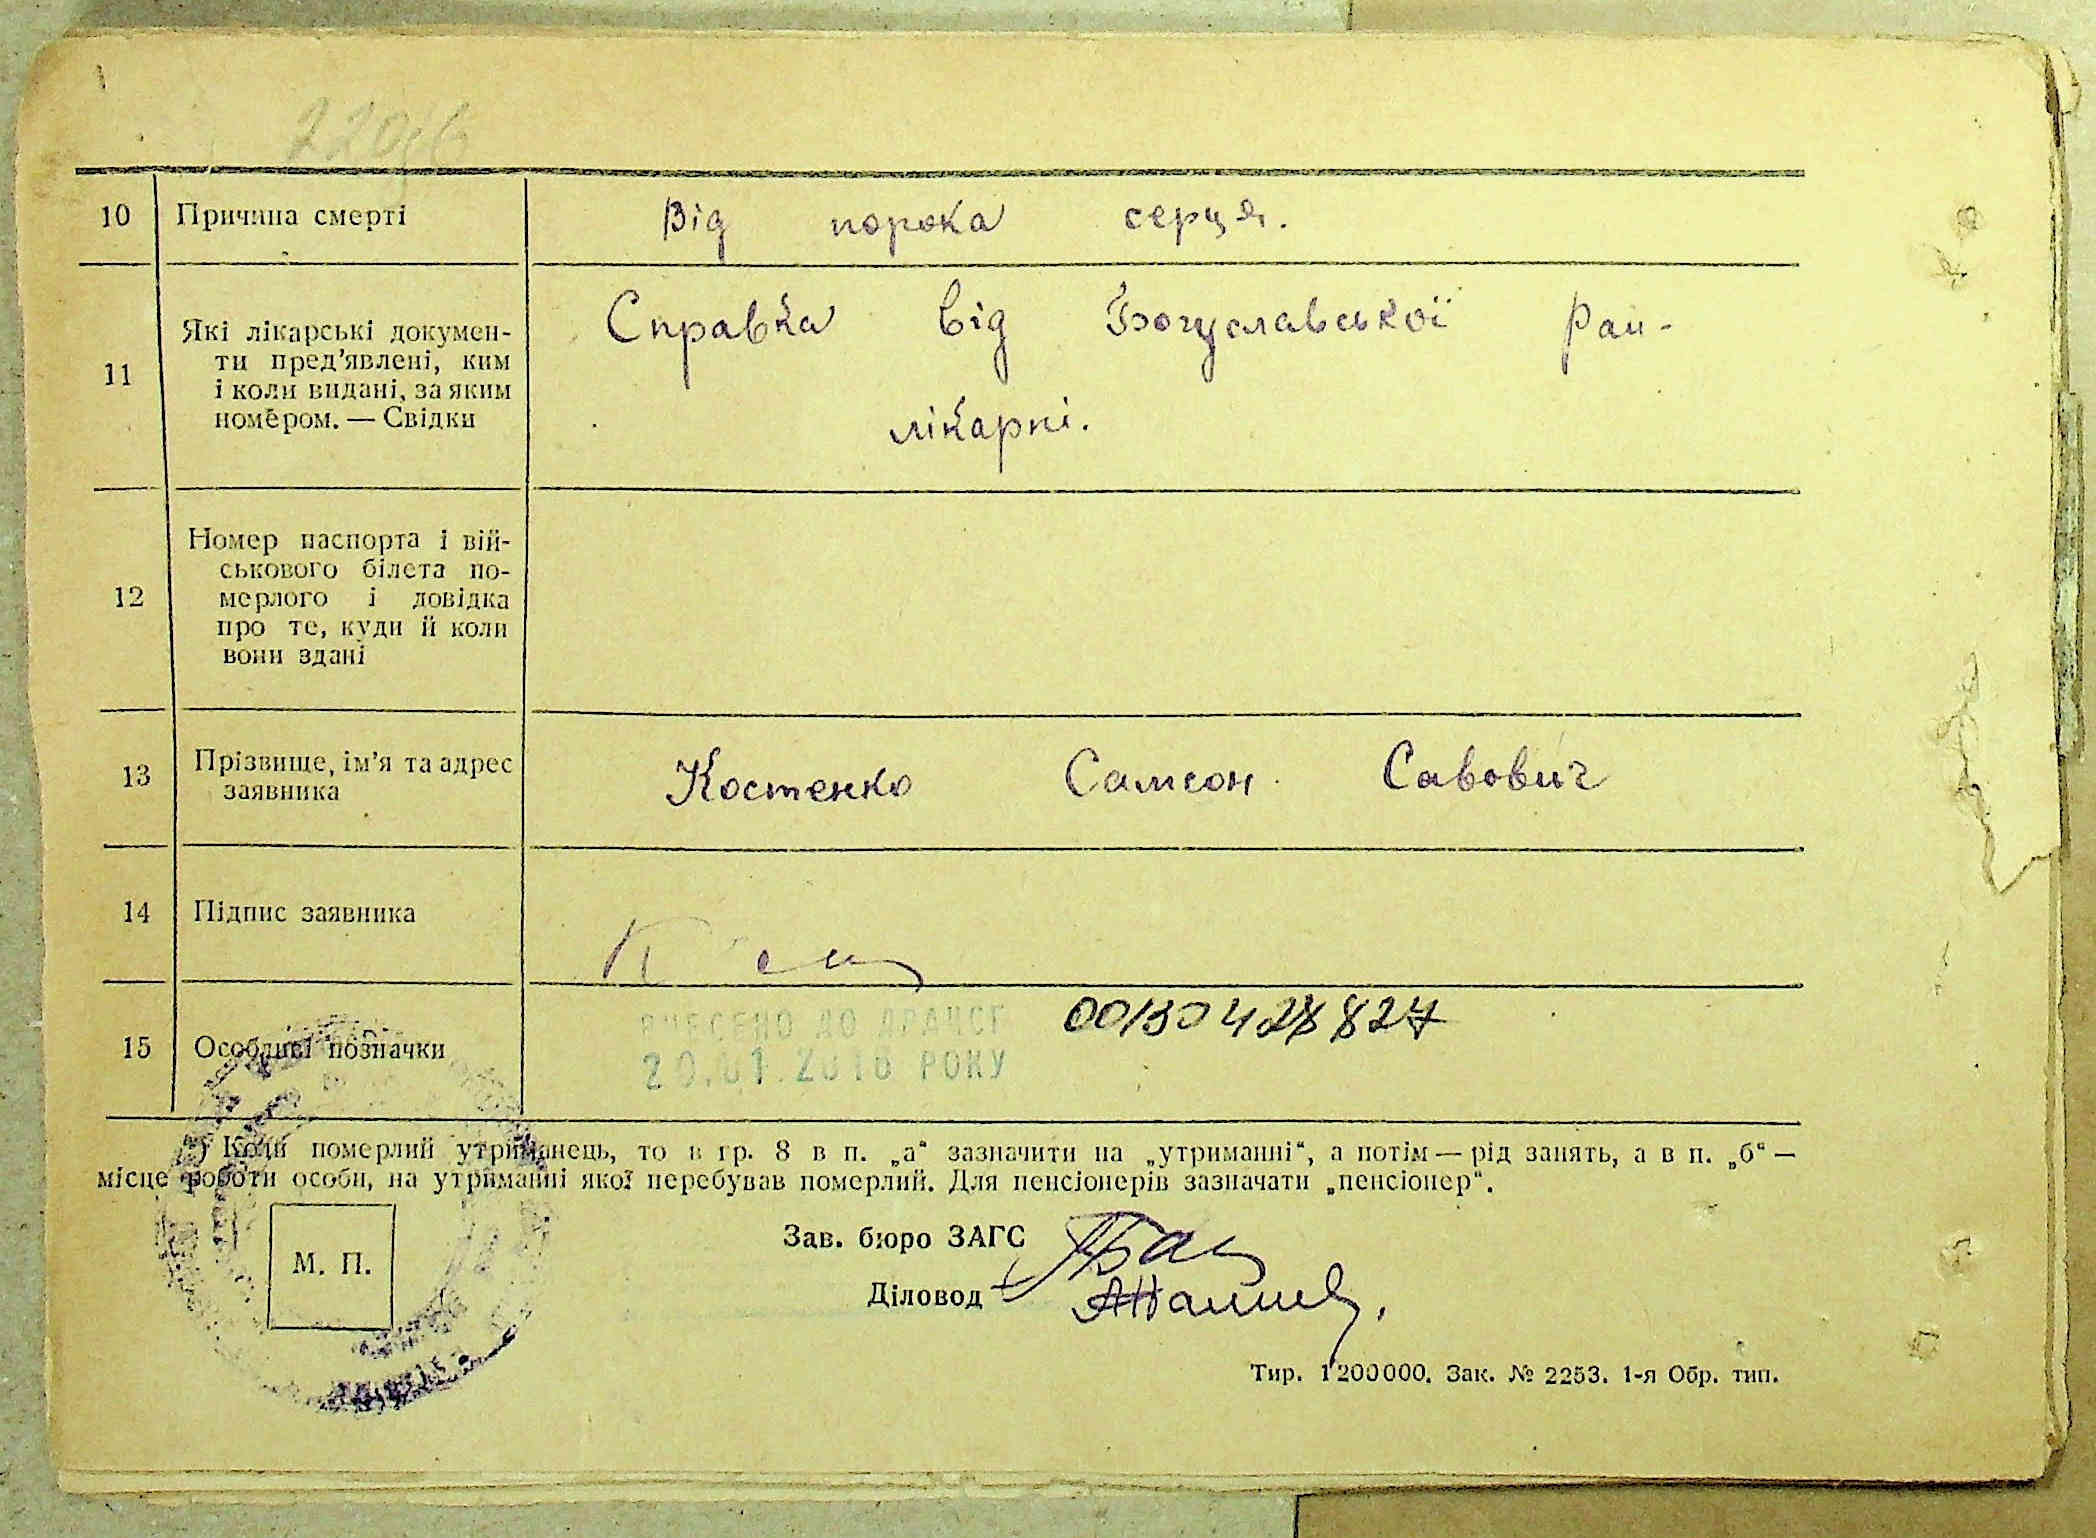 10 Причина смерті Від порока серця.
11 Які лікарські докумен-
ти пред'явлені, ким
і коли видані, за яким
номером. — Свідки
Справка від Богуславської рай-
лікарні.
12 Номер паспорта і вій-
ськового білета по-
мерлого і довідка
про те, куди й коли
вони здані
13 Прізвище, ім'я та адрес
заявника
Костенко Самсон Савович
14 Підпис заявника
15 Особливі позначки
ВНЕСЕНО ДО ДРАЦСГ
20.01.2016 РОКУ
*) Коли померлий утриманець, то в гр. 8 в п. „а“ зазначити на „утриманні“, а потім — рід занять, а в п. „б“ —
місце роботи особи, на утриманні якої перебував померлий. Для пенсіонерів зазначати „пенсіонер“.
М. П.
Зав. бюро ЗАГС
Діловод
Тир. 1200000. Зак. № 2253. 1-я Обр. тип.